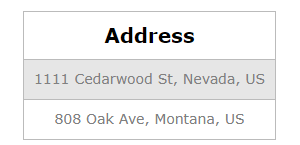 Address
1111 Cedarwood St, Nevada, US
808 Oak Ave, Montana, US